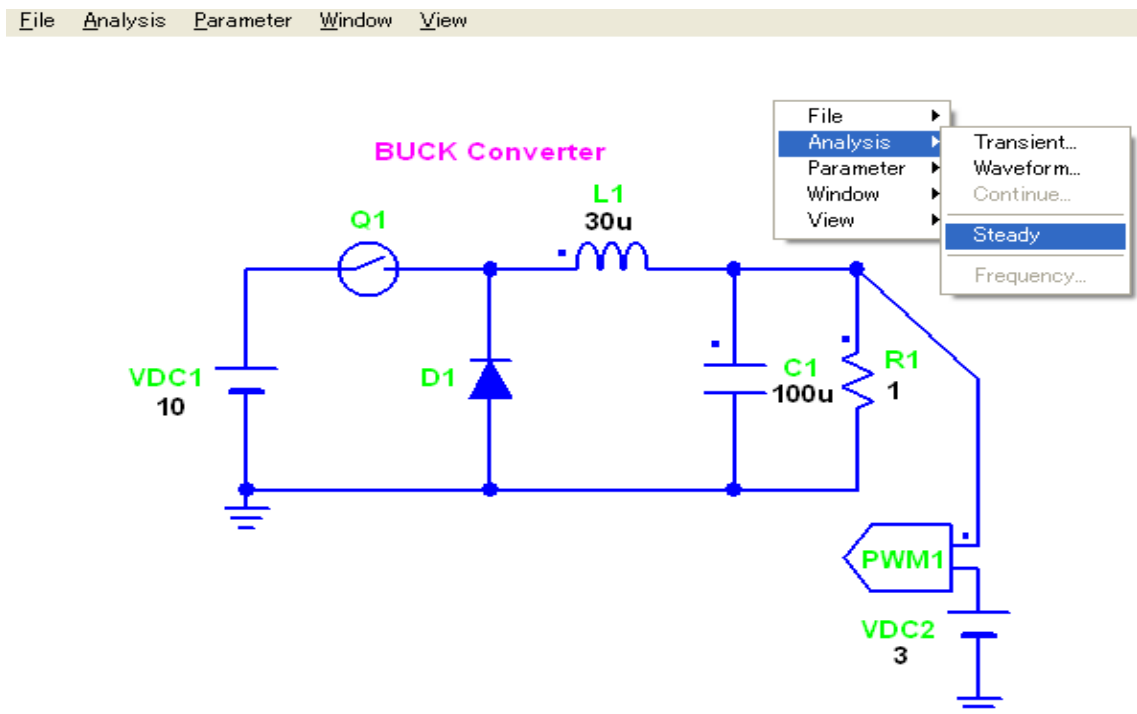 File Analysis Parameter Window View
BUCK Converter
File
Analysis
Parameter
Window
View
Transient...
Waveform...
Continue...
Steady
Frequency...
Q1
L1
30u
VDC1
10
D1
C1
100u
R1
1
PWM1
VDC2
3